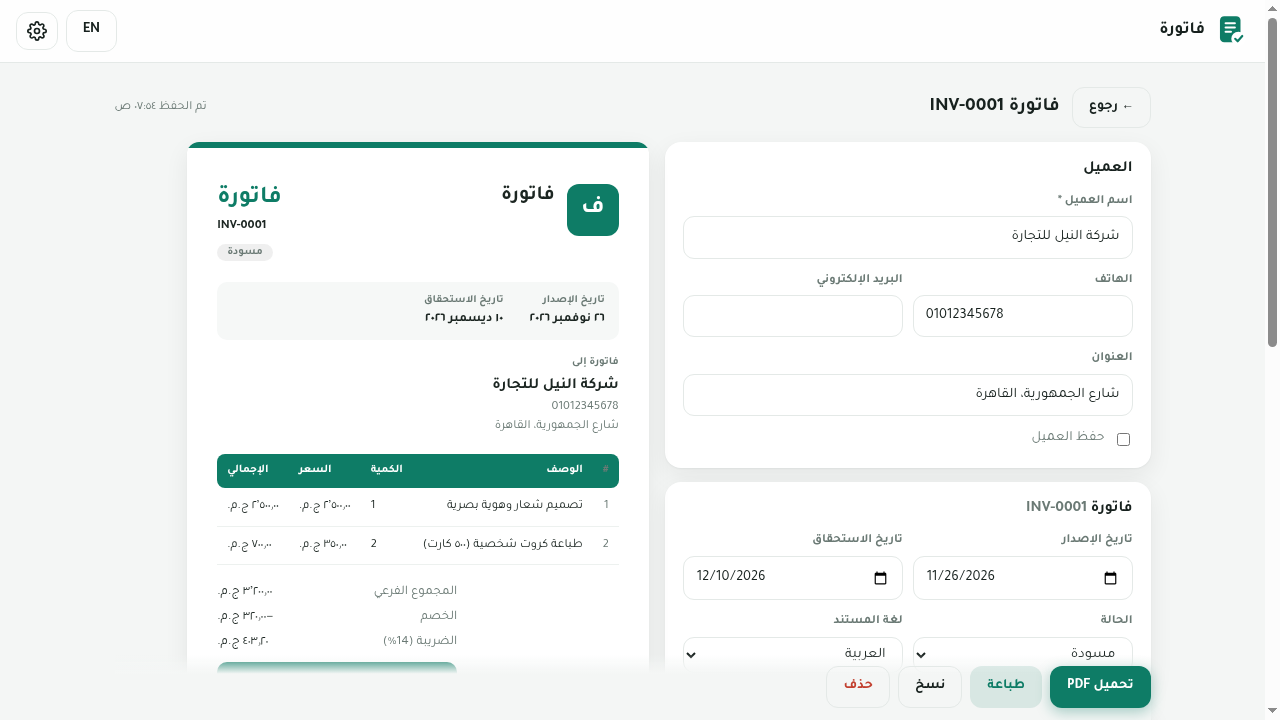 فاتورة
EN
← رجوع
فاتورة INV-0001
تم الحفظ ٠٧:٥٤ ص
العميل
اسم العميل *
شركة النيل للتجارة
الهاتف
البريد الإلكتروني
01012345678
العنوان
شارع الجمهورية، القاهرة
حفظ العميل
فاتورة INV-0001
تاريخ الإصدار
تاريخ الاستحقاق
11/26/2026
12/10/2026
الحالة
لغة المستند
مسودة
العربية
ف
فاتورة
فاتورة
INV-0001
مسودة
تاريخ الإصدار
تاريخ الاستحقاق
٢٦ نوفمبر ٢٠٢٦
١٠ ديسمبر ٢٠٢٦
فاتورة إلى
شركة النيل للتجارة
01012345678
شارع الجمهورية، القاهرة
# الوصف الكمية السعر الإجمالي
1 تصميم شعار وهوية بصرية 1 ٢٬٥٠٠٫٠٠ ج.م. ٢٬٥٠٠٫٠٠ ج.م.
2 طباعة كروت شخصية (٥٠٠ كارت) 2 ٣٥٠٫٠٠ ج.م. ٧٠٠٫٠٠ ج.م.
المجموع الفرعي ٣٬٢٠٠٫٠٠ ج.م.
الخصم −٣٢٠٫٠٠ ج.م.
الضريبة (14%) ٤٠٣٫٢٠ ج.م.
تحميل PDF
طباعة
نسخ
حذف